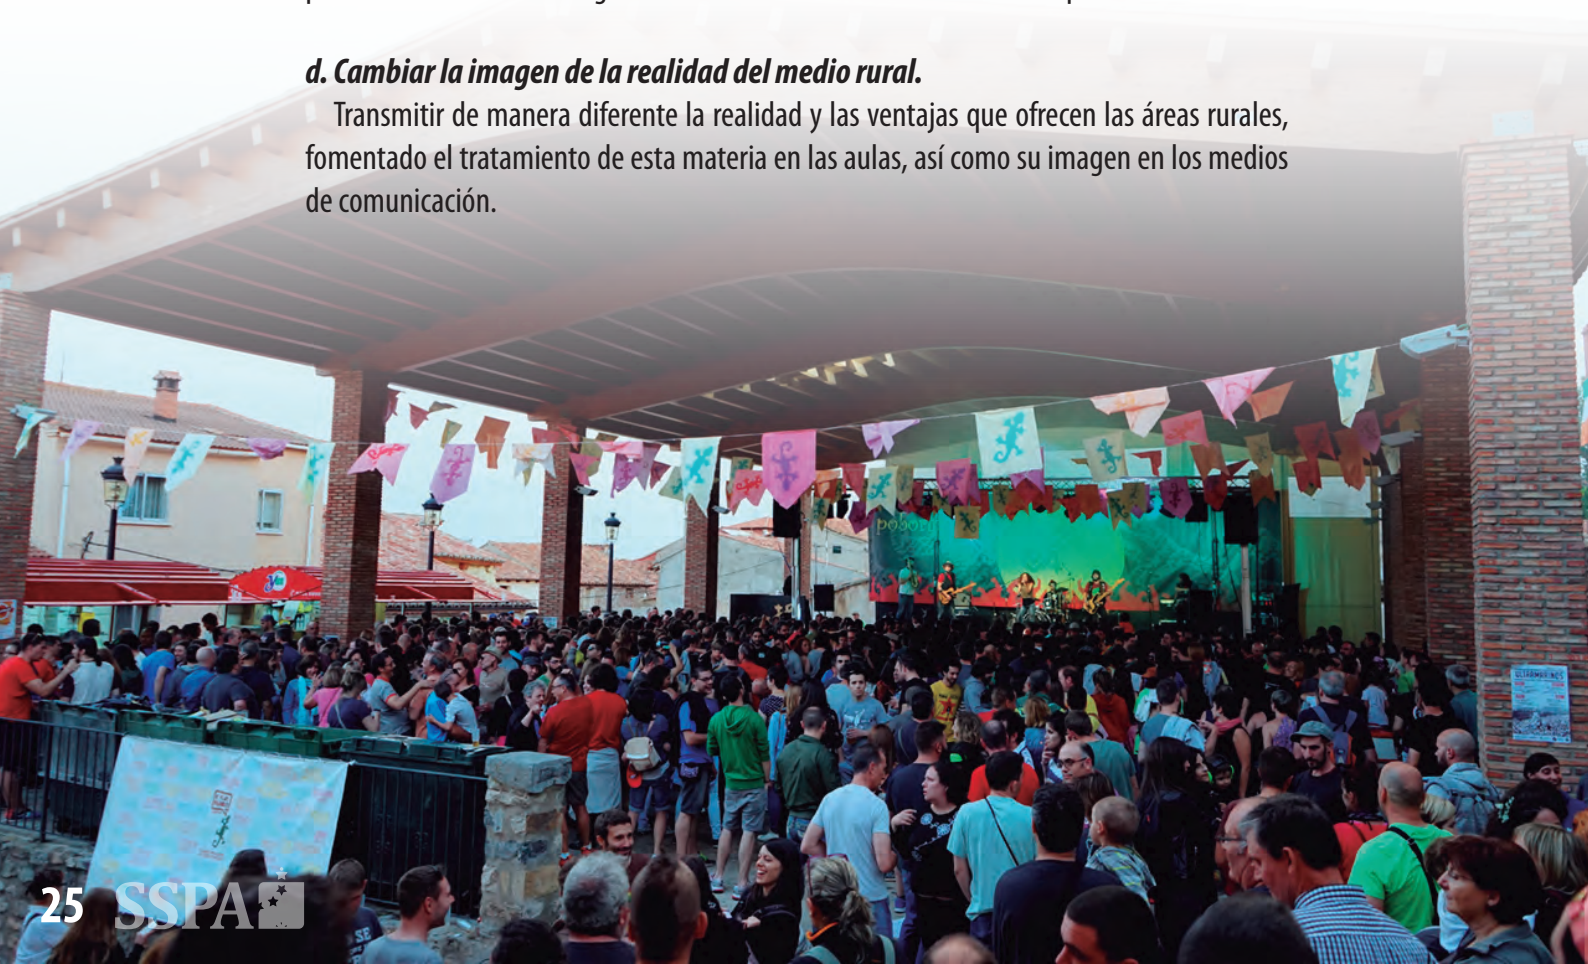 d. Cambiar la imagen de la realidad del medio rural.
Transmitir de manera diferente la realidad y las ventajas que ofrecen las áreas rurales,
fomentado el tratamiento de esta materia en las aulas, así como su imagen en los medios
de comunicación.
25 SSPA